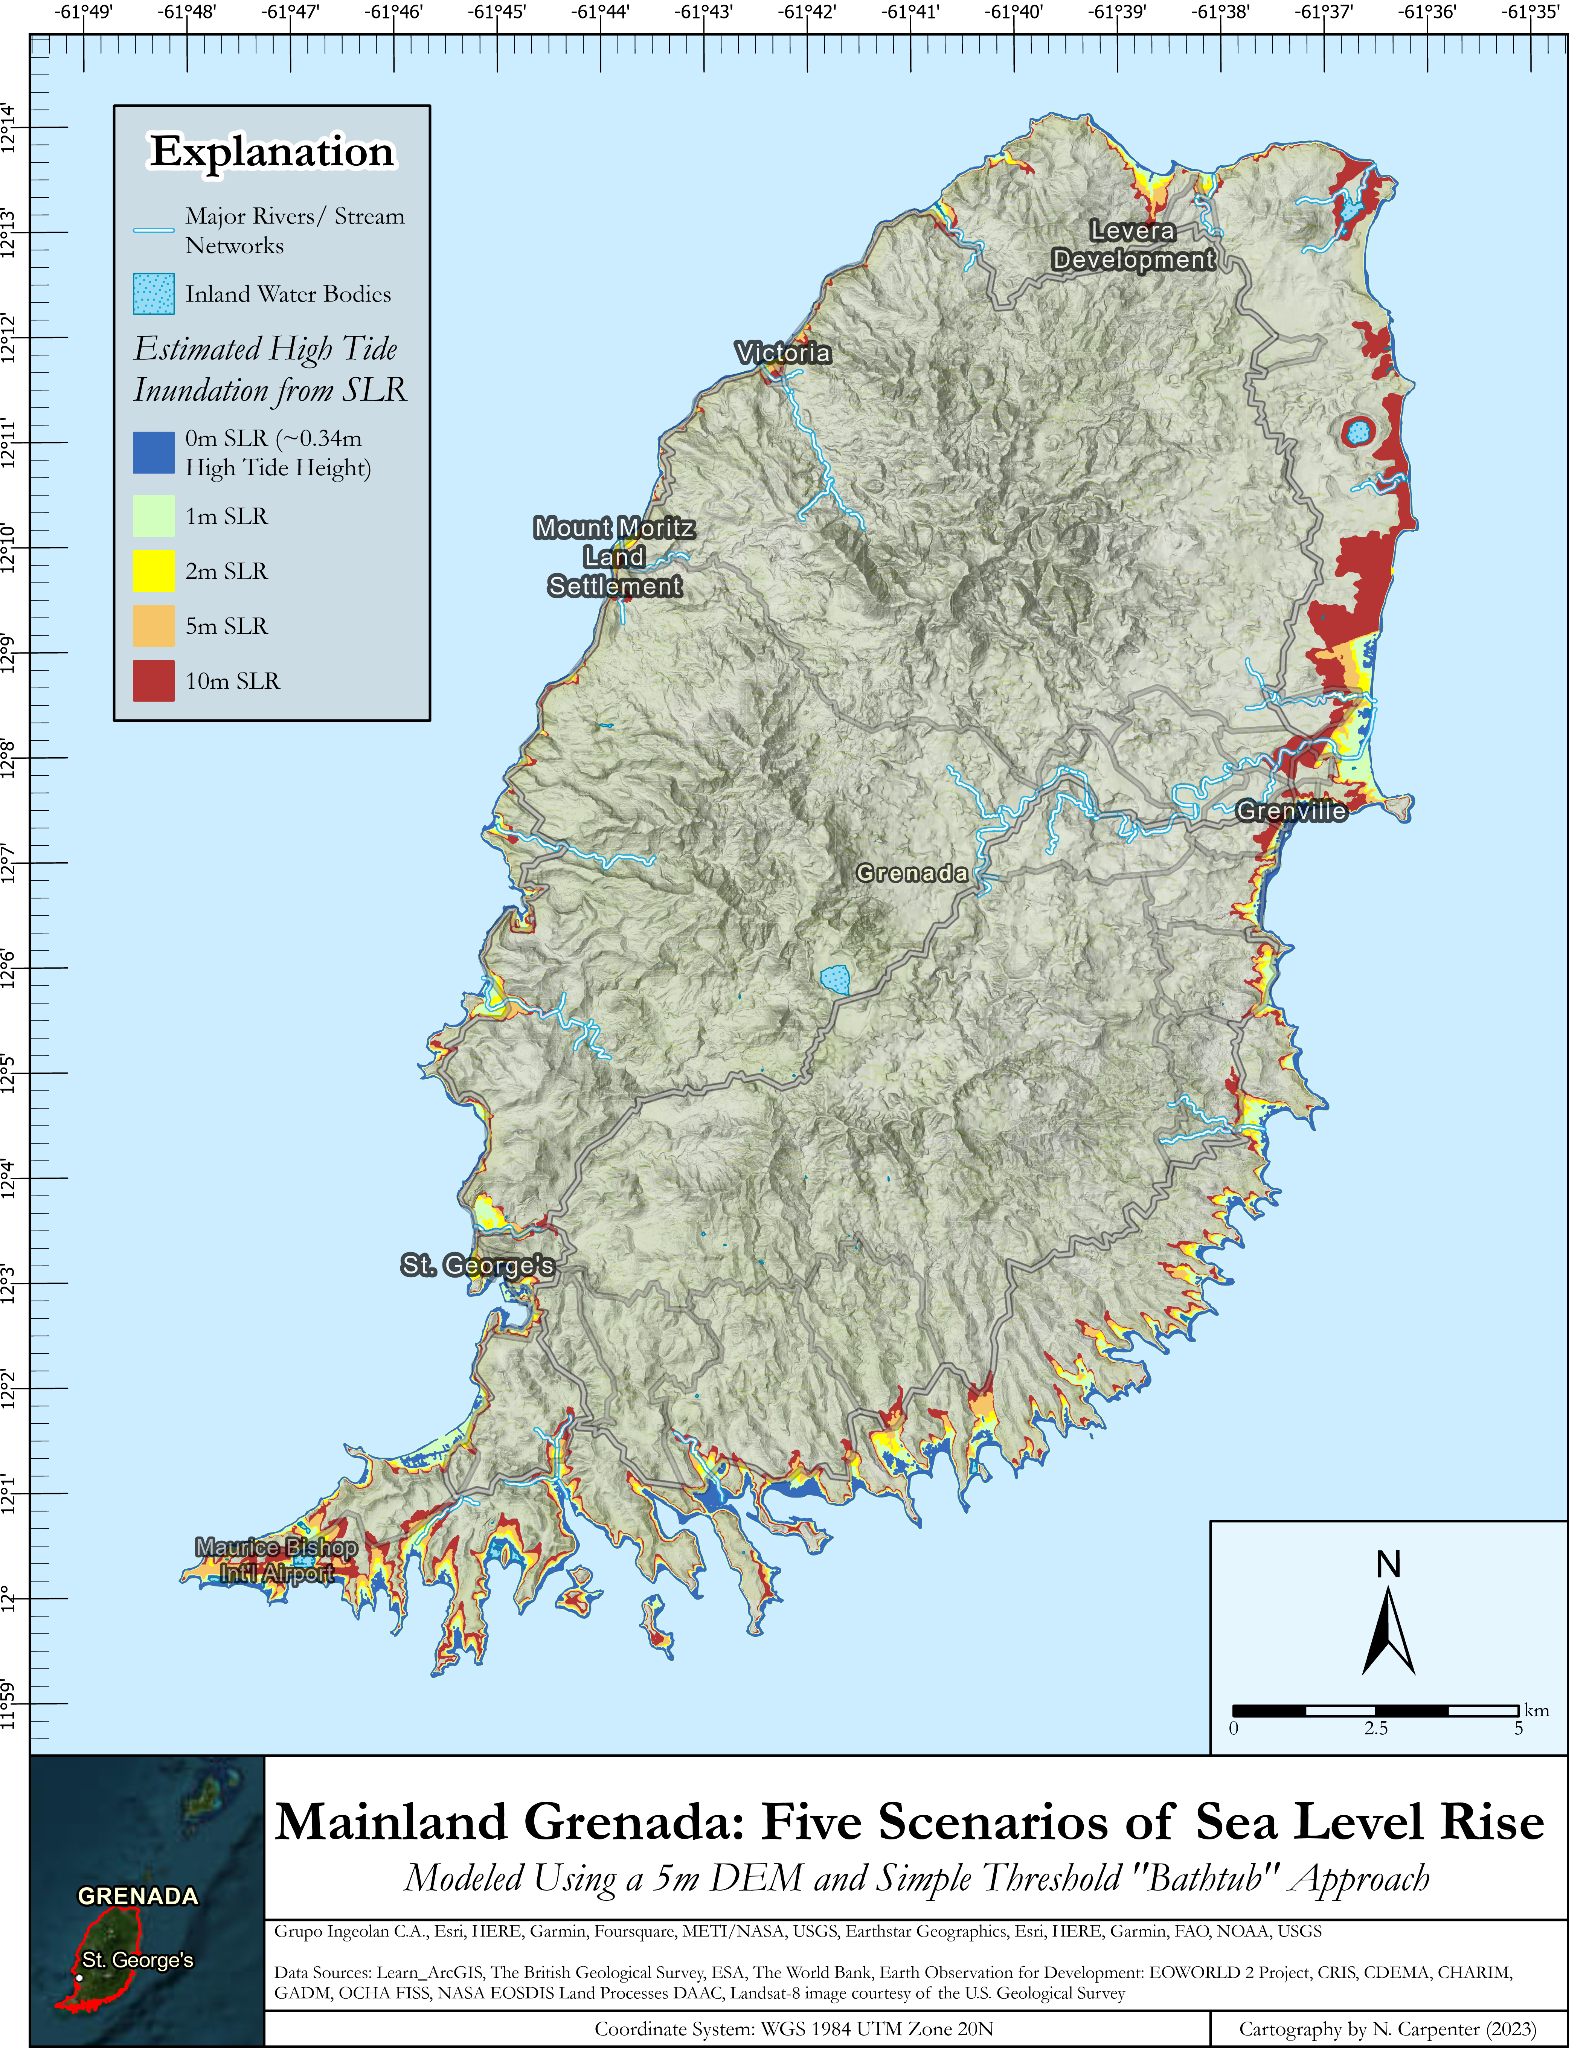 -61°49' -61°48' -61°47' -61°46' -61°45' -61°44' -61°43' -61°42' -61°41' -61°40' -61°39' -61°38' -61°37' -61°36' -61°35'
12°14'
12°13'
12°12'
12°11'
12°10'
12°9'
12°8'
12°7'
12°6'
12°5'
12°4'
12°3'
12°2'
12°1'
12°
11°59'
Explanation
Major Rivers/ Stream
Networks
Inland Water Bodies
Estimated High Tide
Inundation from SLR
0m SLR (~0.34m
High Tide Height)
1m SLR
2m SLR
5m SLR
10m SLR
Levera
Development
Victoria
Mount Moritz
Land
Settlement
Grenville
Grenada
St. George's
Maurice Bishop
Int'l Airport
N
km
0 2.5 5
GRENADA
St. George's
Mainland Grenada: Five Scenarios of Sea Level Rise
Modeled Using a 5m DEM and Simple Threshold "Bathtub" Approach
Grupo Ingeolan C.A., Esri, HERE, Garmin, Foursquare, METI/NASA, USGS, Earthstar Geographics, Esri, HERE, Garmin, FAO, NOAA, USGS
Data Sources: Learn_ArcGIS, The British Geological Survey, ESA, The World Bank, Earth Observation for Development: EOWORLD 2 Project, CRIS, CDEMA, CHARIM,
GADM, OCHA FISS, NASA EOSDIS Land Processes DAAC, Landsat-8 image courtesy of the U.S. Geological Survey
Coordinate System: WGS 1984 UTM Zone 20N
Cartography by N. Carpenter (2023)